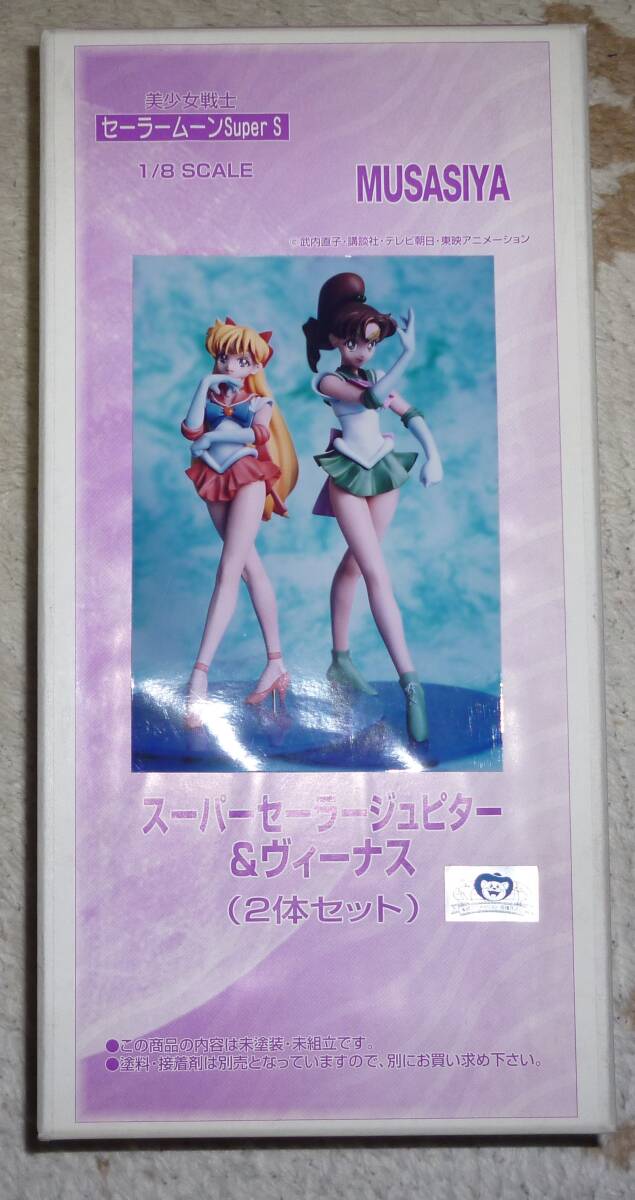 美少女戦士
セーラームーンSuper S
1/8 SCALE
MUSASIYA
© 武内直子・講談社・テレビ朝日・東映アニメーション
スーパーセーラージュピター
&ヴィーナス
(2体セット)
●この商品の内容は未塗装・未組立です。
●塗料・接着剤は別売となっていますので、別にお買い求め下さい。